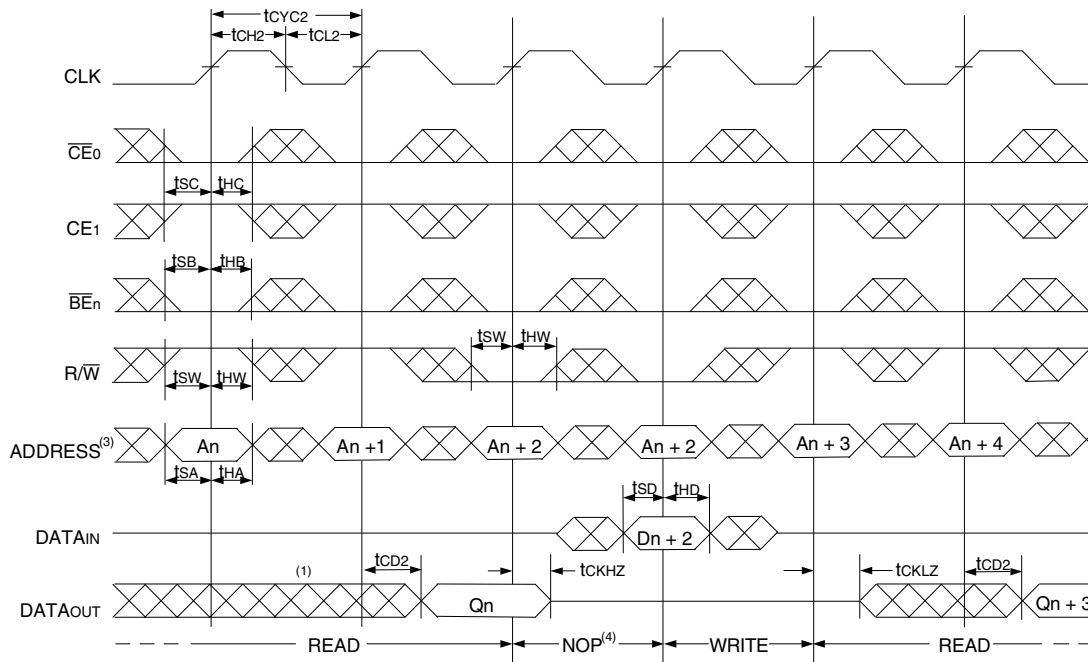 tCYC2
tCH2 tCL2
CLK
CE0
tSC tHC
CE1
tSB tHB
BEn
tSW tHW
R/W
tSW tHW
ADDRESS(3) An An +1 An + 2 An + 2 An + 3 An + 4
tSA tHA tSD tHD
DATAIN Dn + 2
(1) tCD2 tCKHZ tCKLZ tCD2
DATAOUT Qn Qn + 3
READ NOP(4) WRITE READ